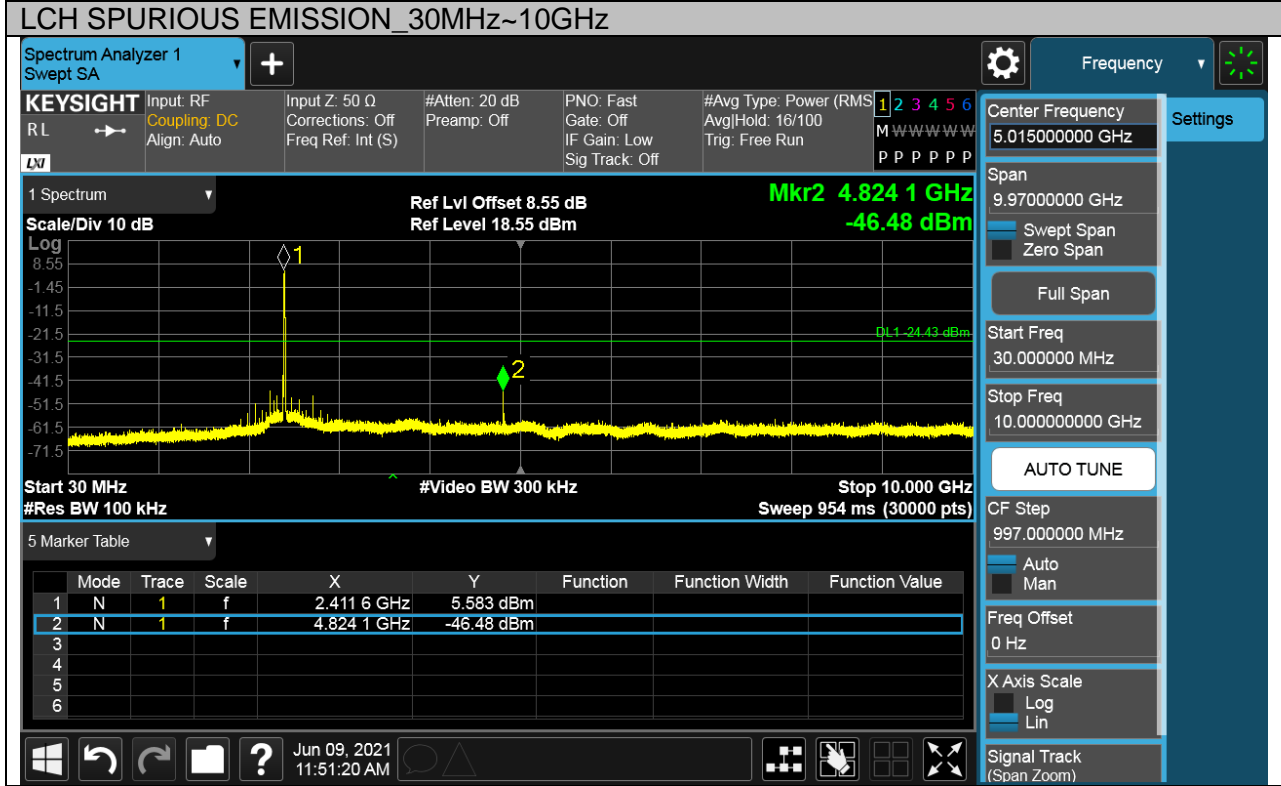 LCH SPURIOUS EMISSION_30MHz~10GHz
Spectrum Analyzer 1
Swept SA
+
Frequency
KEYSIGHT
RL
LXI
Input: RF
Coupling: DC
Align: Auto
Input Z: 50 Ω
Corrections: Off
Freq Ref: Int (S)
#Atten: 20 dB
Preamp: Off
PNO: Fast
Gate: Off
IF Gain: Low
Sig Track: Off
#Avg Type: Power (RMS
Avg|Hold: 16/100
Trig: Free Run
1 2 3 4 5 6
M W W W W W
P P P P P P
1 Spectrum
Scale/Div 10 dB
Ref Lvl Offset 8.55 dB
Ref Level 18.55 dBm
Mkr2 4.824 1 GHz
-46.48 dBm
Log
8.55
-1.45
-11.5
-21.5
-31.5
-41.5
-51.5
-61.5
-71.5
1
2
DL1 -24.43 dBm
Start 30 MHz
#Res BW 100 kHz
#Video BW 300 kHz
Stop 10.000 GHz
Sweep 954 ms (30000 pts)
5 Marker Table
Mode Trace Scale X Y Function Function Width Function Value
1 N 1 f 2.411 6 GHz 5.583 dBm
2 N 1 f 4.824 1 GHz -46.48 dBm
3
4
5
6
?
Jun 09, 2021
11:51:20 AM
Center Frequency
5.015000000 GHz
Settings
Span
9.97000000 GHz
Swept Span
Zero Span
Full Span
Start Freq
30.000000 MHz
Stop Freq
10.000000000 GHz
AUTO TUNE
CF Step
997.000000 MHz
Auto
Man
Freq Offset
0 Hz
X Axis Scale
Log
Lin
Signal Track
(Span Zoom)